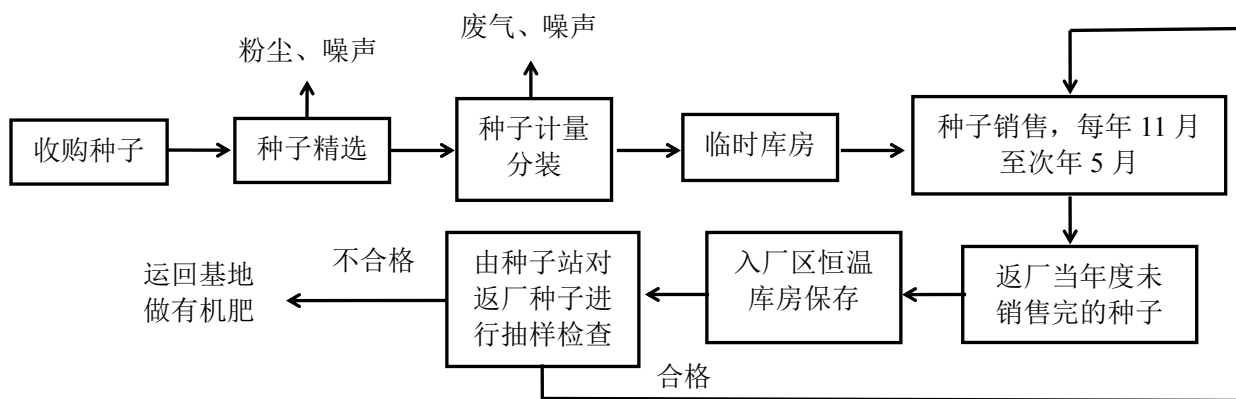 粉尘、噪声
废气、噪声
收购种子
种子精选
种子计量
分装
临时库房
种子销售，每年 11 月
至次年 5 月
返厂当年度未
销售完的种子
入厂区恒温
库房保存
由种子站对
返厂种子进
行抽样检查
不合格
运回基地
做有机肥
合格